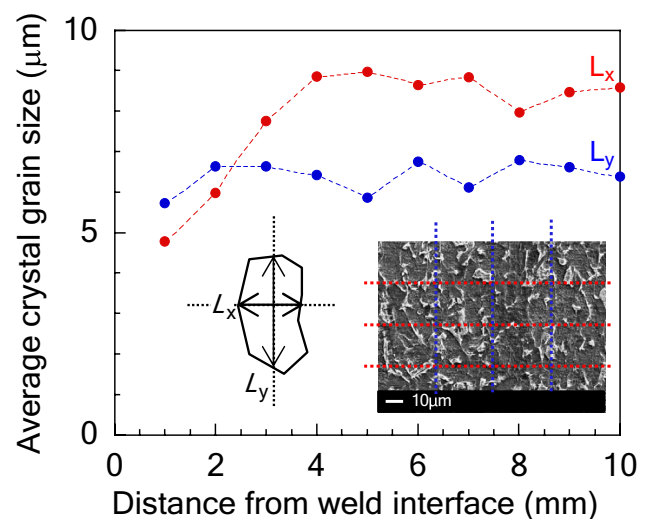 Average crystal grain size (μm)
10
5
0
Lx
Ly
Lx
Ly
10μm
0 2 4 6 8 10
Distance from weld interface (mm)